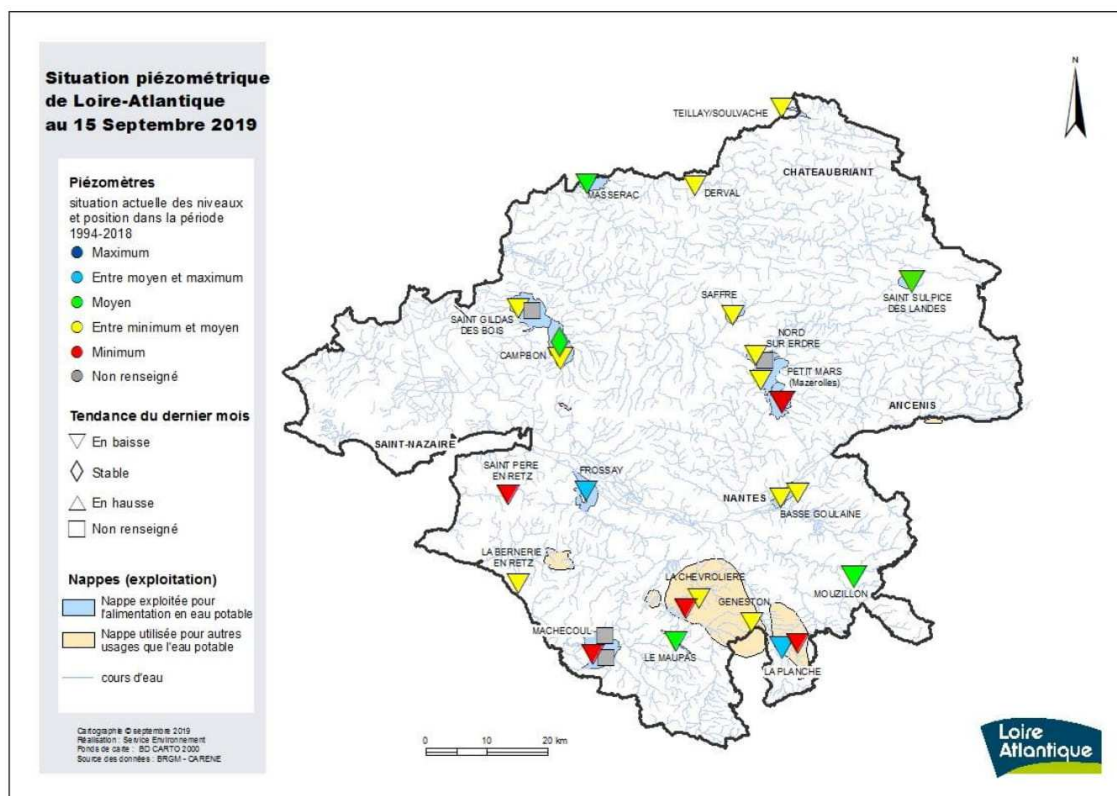 Situation piézométrique
de Loire-Atlantique
au 15 Septembre 2019
Piézomètres
situation actuelle des niveaux
et position dans la période
1994-2018
Maximum
Entre moyen et maximum
Moyen
Entre minimum et moyen
Minimum
Non renseigné
Tendance du dernier mois
En baisse
Stable
En hausse
Non renseigné
Nappes (exploitation)
Nappe exploitée pour
l'alimentation en eau potable
Nappe utilisée pour autres
usages que l'eau potable
cours d'eau
Cartographie © septembre 2019
Réalisation : Service Environnement
Fonds de carte : BD CARTO 2000
Source des données : BRGM - CARENE
N
TEILLAY/SOULVACHE
CHATEAUBRIANT
MASSERAC
DERVAL
SAINT SULPICE
DES LANDES
SAFFRE
SAINT GILDAS
DES BOIS
NORD
SUR ERDRE
CAMPBON
PETIT MARS
(Mazerolles)
ANCENIS
SAINT-NAZAIRE
SAINT PERE
EN RETZ
FROSSAY
NANTES
BASSE GOULAINE
LA BERNERIE
EN RETZ
LA CHEVROLIERE
MOUZILLON
GENESTON
MACHECOUL
LE MAUPAS
LA PLANCHE
0 10 20 km
Loire
Atlantique